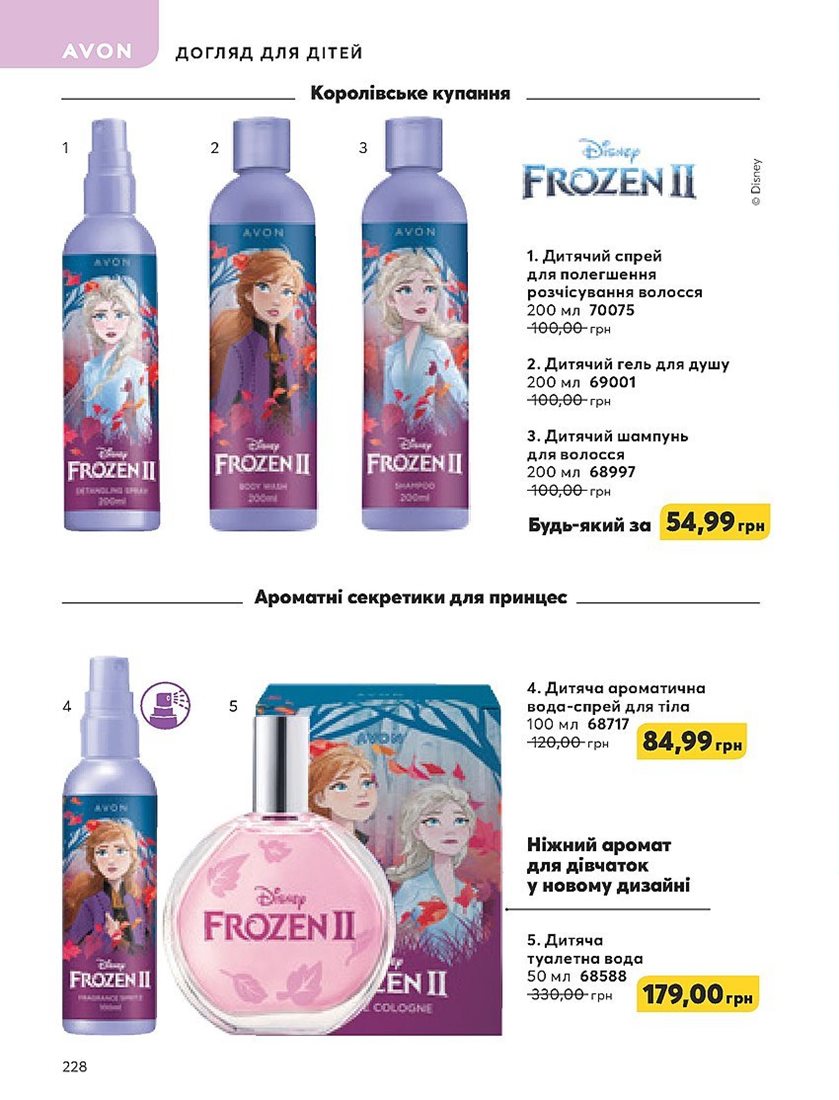 AVON
ДОГЛЯД ДЛЯ ДІТЕЙ
Королівське купання
1
2
3
AVON
Disney
FROZEN II
DETANGLING SPRAY
200ml
AVON
Disney
FROZEN II
BODY WASH
200ml
AVON
Disney
FROZEN II
SHAMPOO
200ml
Disney
FROZEN II
© Disney
1. Дитячий спрей
для полегшення
розчісування волосся
200 мл 70075
100,00 грн
2. Дитячий гель для душу
200 мл 69001
100,00 грн
3. Дитячий шампунь
для волосся
200 мл 68997
100,00 грн
Будь-який за 54,99 грн
Ароматні секретики для принцес
4
5
AVON
Disney
FROZEN II
FRAGRANCE SPRITZ
100ml
Disney
FROZEN II
AVON
EN II
E COLOGNE
4. Дитяча ароматична
вода-спрей для тіла
100 мл 68717
120,00 грн
84,99 грн
Ніжний аромат
для дівчаток
у новому дизайні
5. Дитяча
туалетна вода
50 мл 68588
330,00 грн
179,00 грн
228